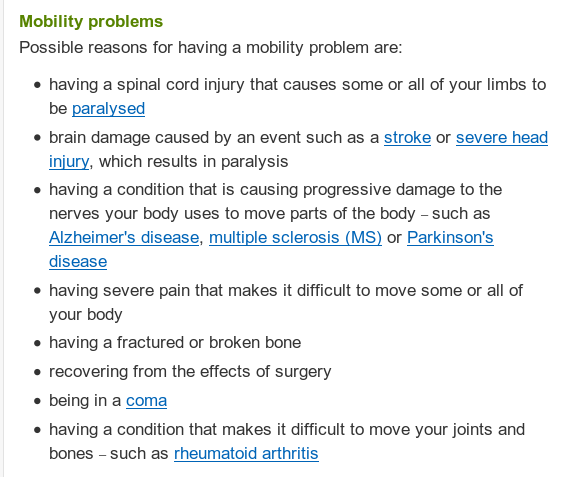 Mobility problems
Possible reasons for having a mobility problem are:
• having a spinal cord injury that causes some or all of your limbs to
be paralysed
• brain damage caused by an event such as a stroke or severe head
injury, which results in paralysis
• having a condition that is causing progressive damage to the
nerves your body uses to move parts of the body – such as
Alzheimer's disease, multiple sclerosis (MS) or Parkinson's
disease
• having severe pain that makes it difficult to move some or all of
your body
• having a fractured or broken bone
• recovering from the effects of surgery
• being in a coma
• having a condition that makes it difficult to move your joints and
bones – such as rheumatoid arthritis